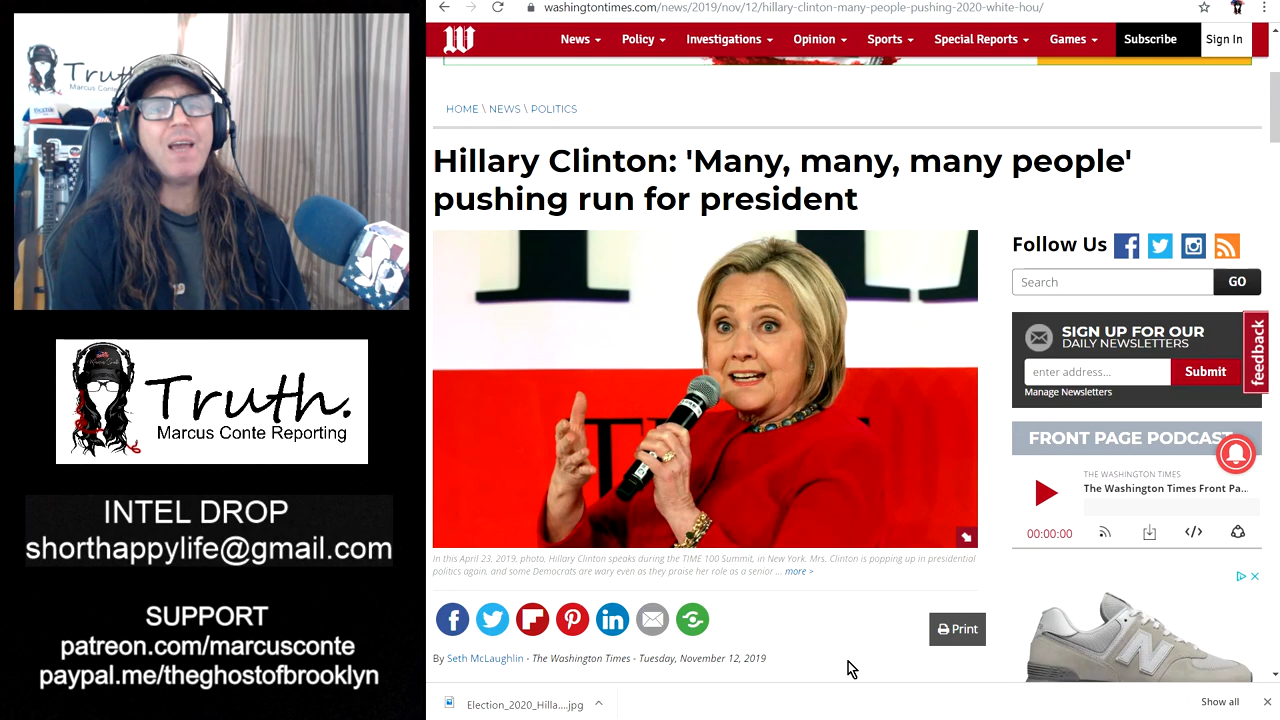 Truth.
Marcus Conte
Truth.
Marcus Conte Reporting
INTEL DROP
shorthappylife@gmail.com
SUPPORT
patreon.com/marcusconte
paypal.me/theghostofbrooklyn
washingtontimes.com/news/2019/nov/12/hillary-clinton-many-people-pushing-2020-white-hou/
W
News Policy Investigations Opinion Sports Special Reports Games Subscribe Sign In
HOME \ NEWS \ POLITICS
Hillary Clinton: 'Many, many, many people'
pushing run for president
In this April 23, 2019, photo, Hillary Clinton speaks during the TIME 100 Summit, in New York. Mrs. Clinton is popping up in presidential
politics again, and some Democrats are wary even as they praise her role as a senior ... more >
Print
By Seth McLaughlin - The Washington Times - Tuesday, November 12, 2019
Follow Us
Search
GO
feedback
SIGN UP FOR OUR
DAILY NEWSLETTERS
enter address...
Submit
Manage Newsletters
FRONT PAGE PODCAST
THE WASHINGTON TIMES
The Washington Times Front Pa...
00:00:00
N
Election_2020_Hilla....jpg
Show all